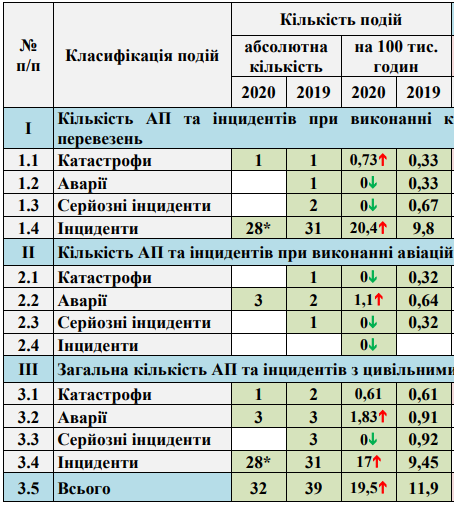 № п/п Класифікація подій Кількість подій
абсолютна кількість на 100 тис. годин
2020 2019 2020 2019
I Кількість АП та інцидентів при виконанні к
перевезень
1.1 Катастрофи 1 1 0,73↑ 0,33
1.2 Аварії 1 0↓ 0,33
1.3 Серйозні інциденти 2 0↓ 0,67
1.4 Інциденти 28* 31 20,4↑ 9,8
II Кількість АП та інцидентів при виконанні авіацій
2.1 Катастрофи 1 0↓ 0,32
2.2 Аварії 3 2 1,1↑ 0,64
2.3 Серйозні інциденти 1 0↓ 0,32
2.4 Інциденти 0↓
III Загальна кількість АП та інцидентів з цивільними
3.1 Катастрофи 1 2 0,61 0,61
3.2 Аварії 3 3 1,83↑ 0,91
3.3 Серйозні інциденти 3 0↓ 0,92
3.4 Інциденти 28* 31 17↑ 9,45
3.5 Всього 32 39 19,5↑ 11,9